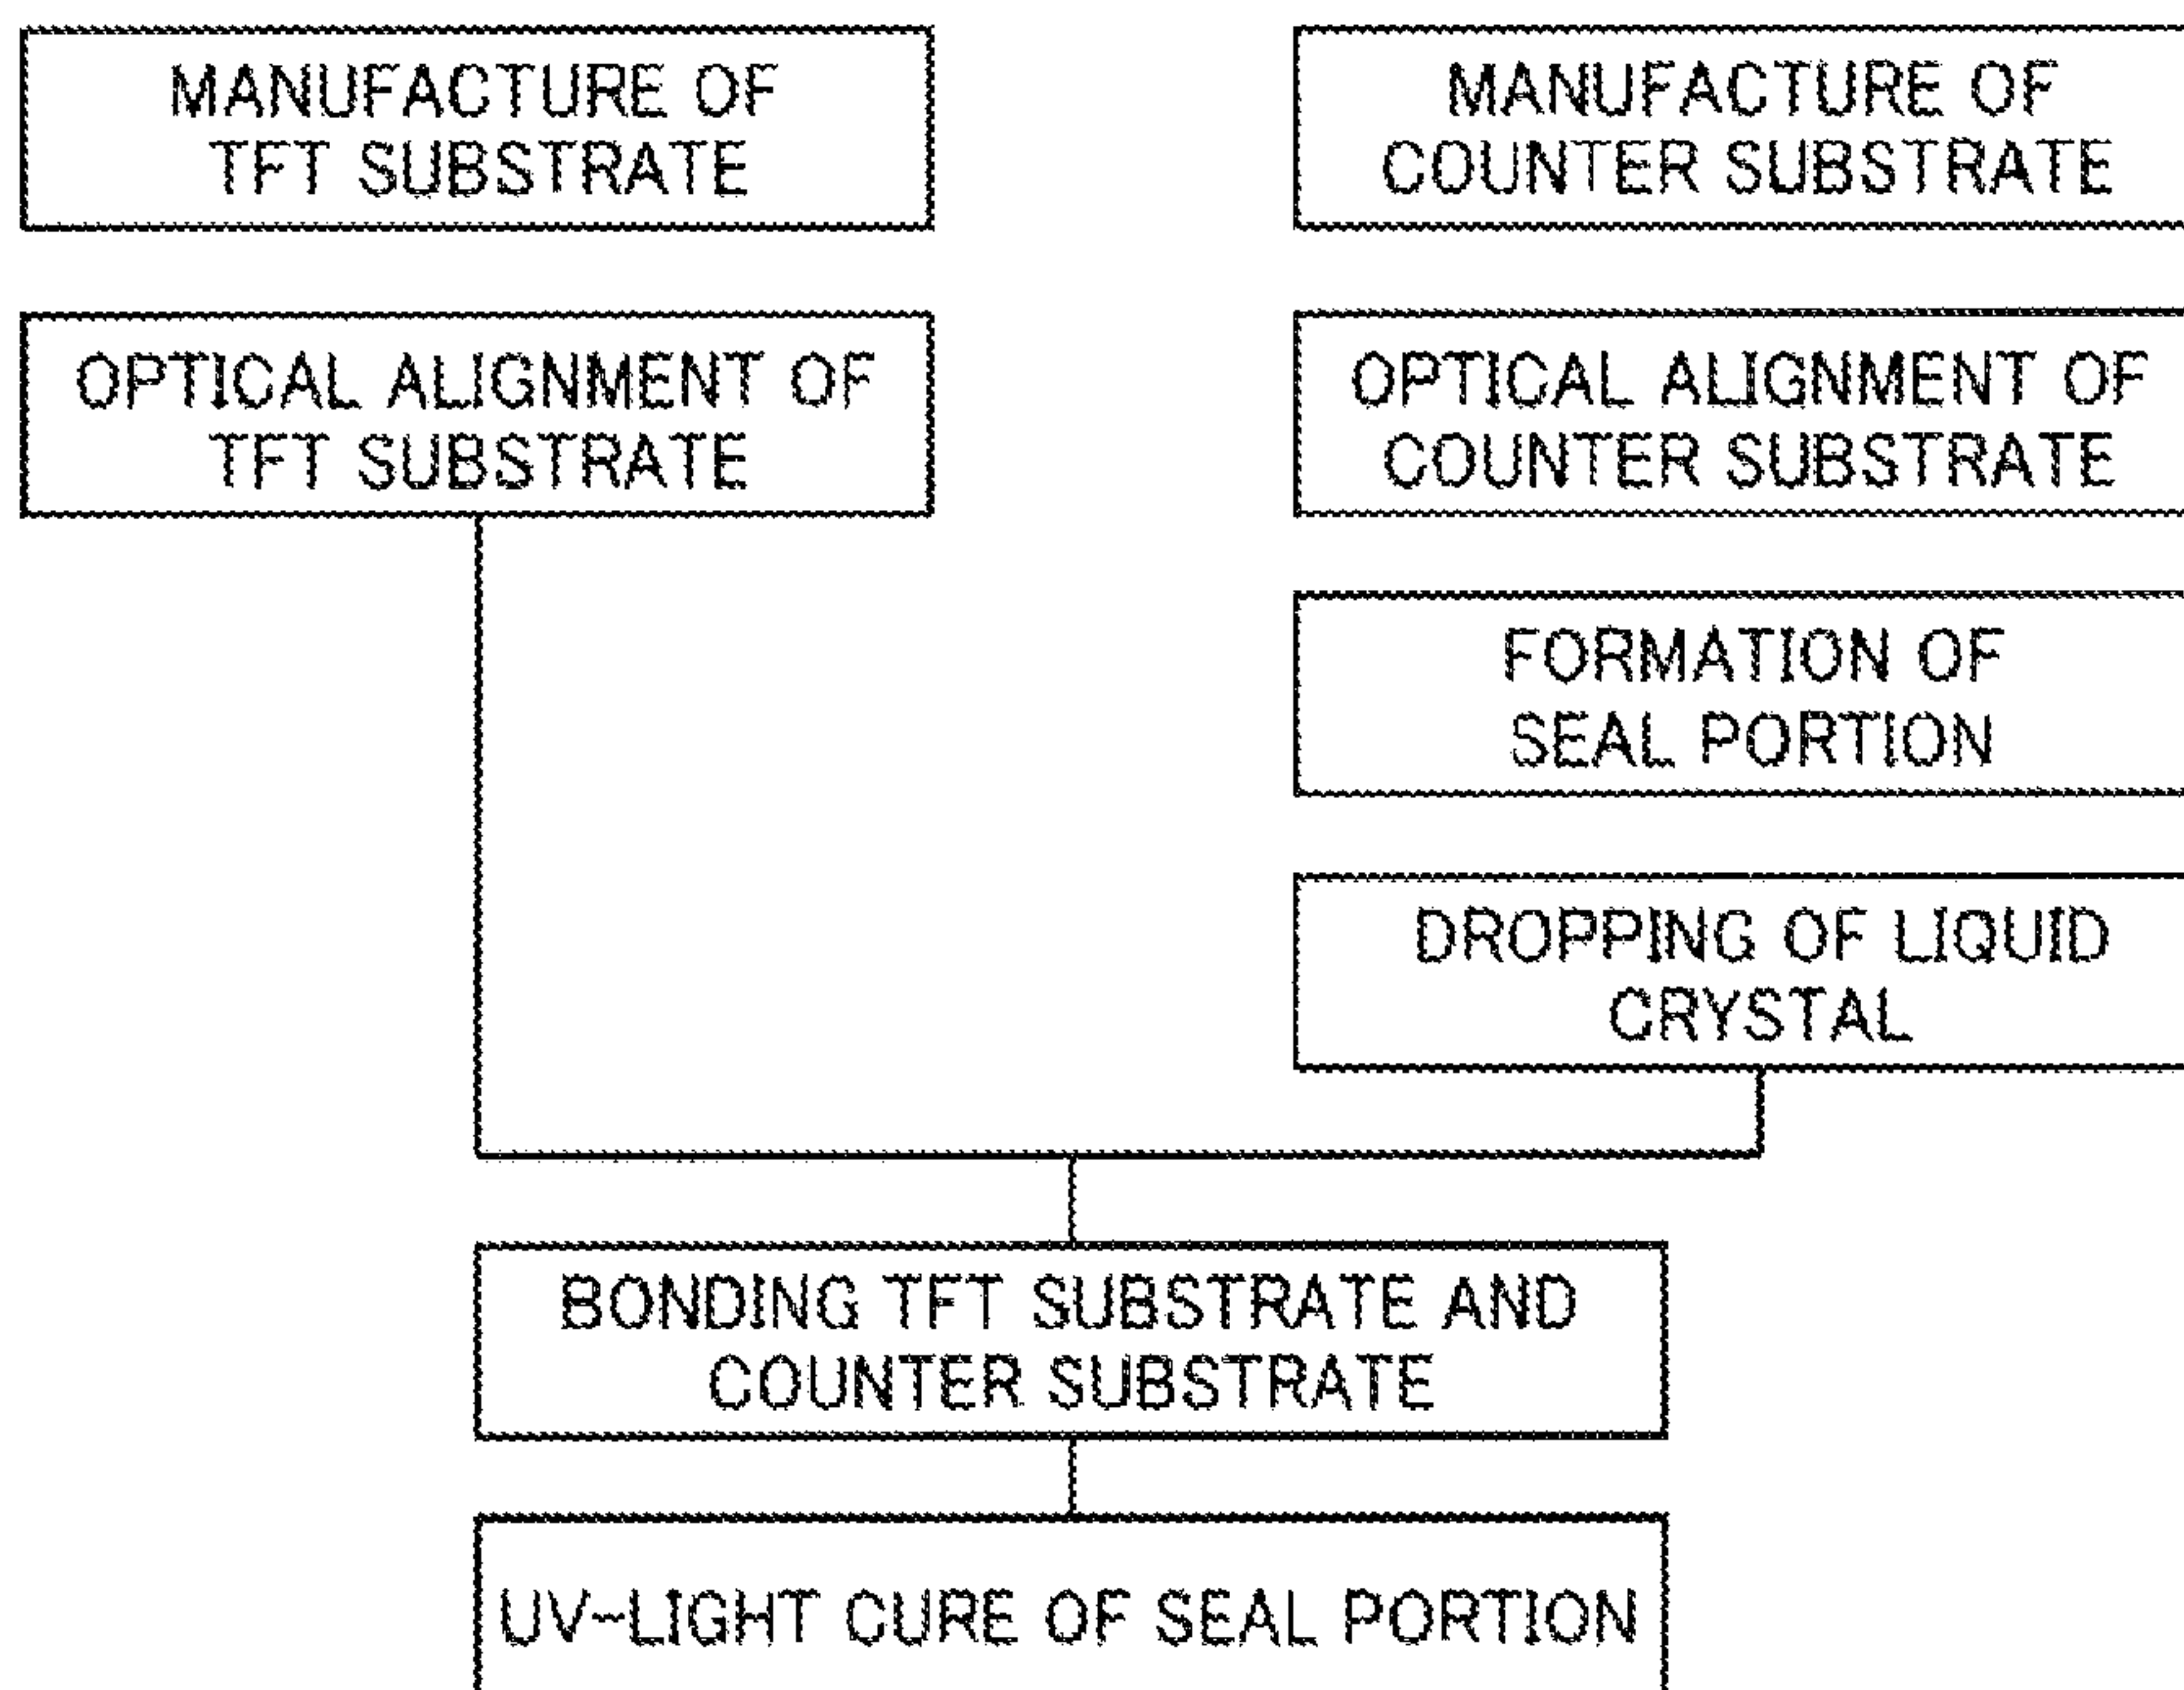 MANUFACTURE OF
TFT SUBSTRATE
MANUFACTURE OF
COUNTER SUBSTRATE
OPTICAL ALIGNMENT OF
TFT SUBSTRATE
OPTICAL ALIGNMENT OF
COUNTER SUBSTRATE
FORMATION OF
SEAL PORTION
DROPPING OF LIQUID
CRYSTAL
BONDING TFT SUBSTRATE AND
COUNTER SUBSTRATE
UV-LIGHT CURE OF SEAL PORTION